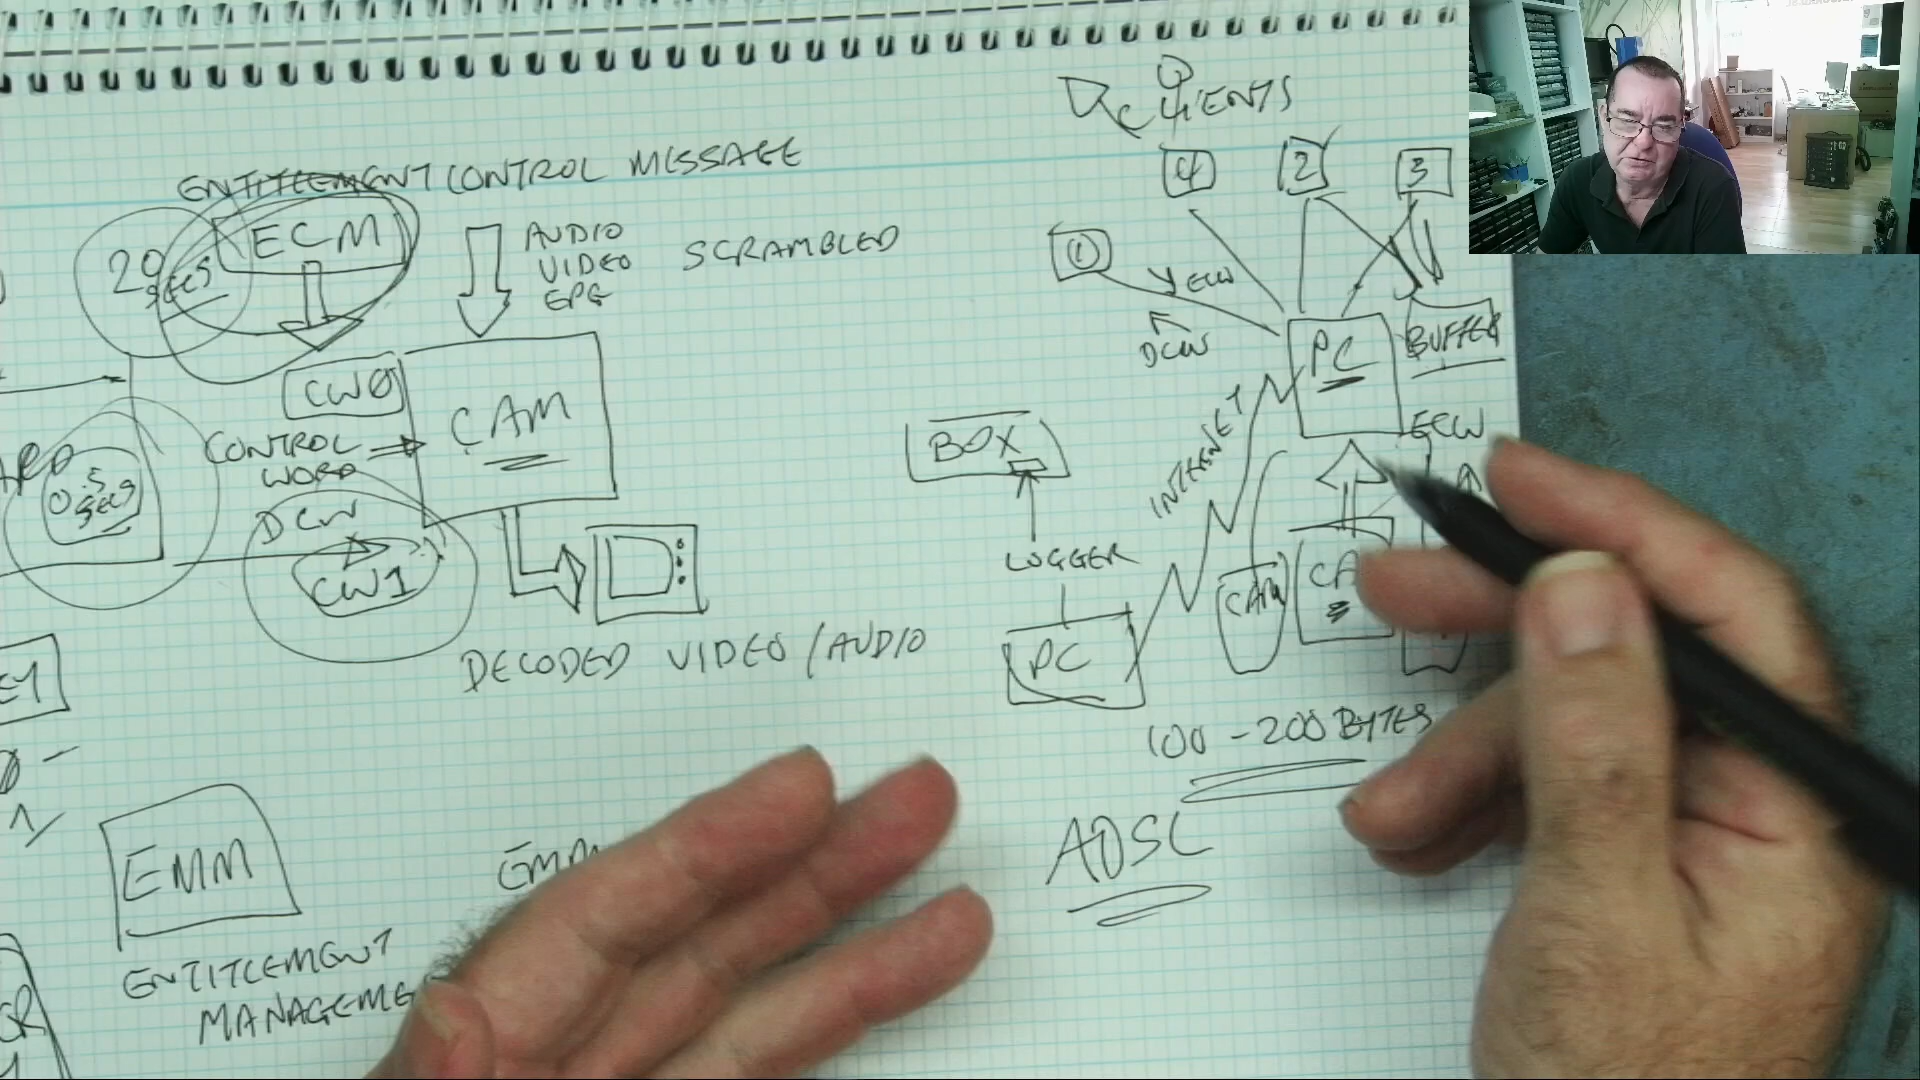 ENTITLEMENT CONTROL MESSAGE
20
SECS
ECM
AUDIO
VIDEO
EPG
SCRAMBLED
CW0
CONTROL
WORD
CAM
0.5
SECS
DCW
CW1
DECODED VIDEO/AUDIO
EMM
ENTITLEMENT
CLIENTS
4
2
3
1
ECW
DCW
PC
BUFFER
ECW
INTERNET
BOX
LOGGER
PC
CAM
100-200 BYTES
ADSL